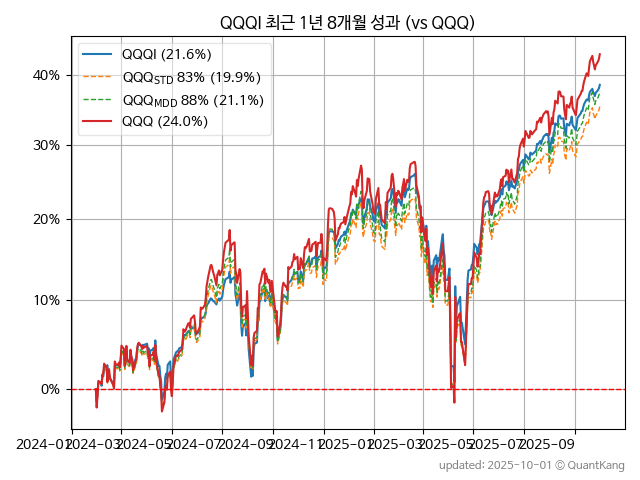 QQQI 최근 1년 8개월 성과 (vs QQQ)
QQQI (21.6%)
QQQSTD 83% (19.9%)
QQQMDD 88% (21.1%)
QQQ (24.0%)
40%
30%
20%
10%
0%
2024-01 2024-03 2024-05 2024-07 2024-09 2024-11 2025-01 2025-03 2025-05 2025-07 2025-09
updated: 2025-10-01 © QuantKang